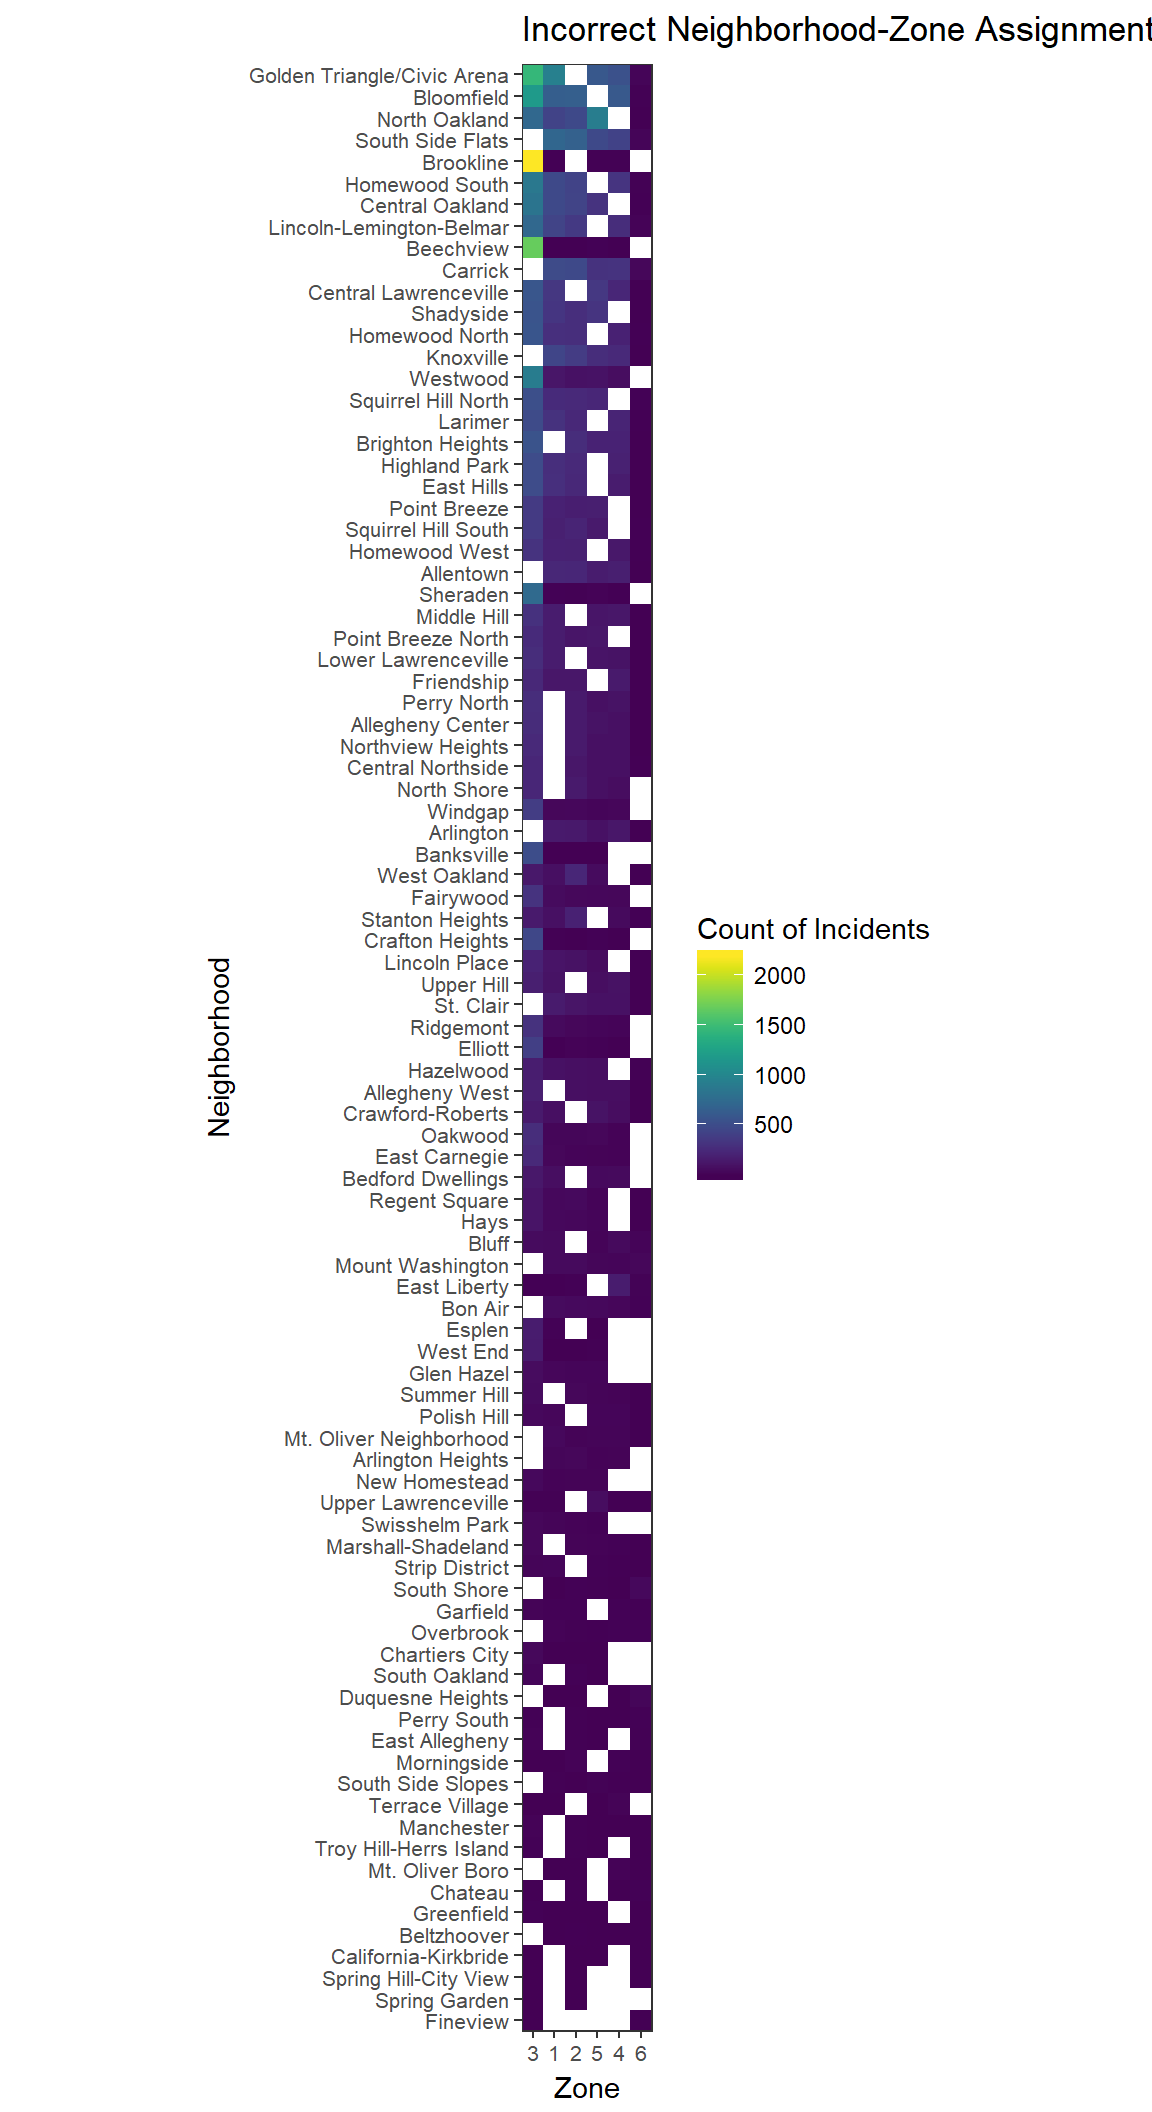 Incorrect Neighborhood-Zone Assignment
Golden Triangle/Civic Arena
Bloomfield
North Oakland
South Side Flats
Brookline
Homewood South
Central Oakland
Lincoln-Lemington-Belmar
Beechview
Carrick
Central Lawrenceville
Shadyside
Homewood North
Knoxville
Westwood
Squirrel Hill North
Larimer
Brighton Heights
Highland Park
East Hills
Point Breeze
Squirrel Hill South
Homewood West
Allentown
Sheraden
Middle Hill
Point Breeze North
Lower Lawrenceville
Friendship
Perry North
Allegheny Center
Northview Heights
Central Northside
North Shore
Windgap
Arlington
Banksville
West Oakland
Fairywood
Stanton Heights
Crafton Heights
Lincoln Place
Upper Hill
St. Clair
Ridgemont
Elliott
Hazelwood
Allegheny West
Crawford-Roberts
Oakwood
East Carnegie
Bedford Dwellings
Regent Square
Hays
Bluff
Mount Washington
East Liberty
Bon Air
Esplen
West End
Glen Hazel
Summer Hill
Polish Hill
Mt. Oliver Neighborhood
Arlington Heights
New Homestead
Upper Lawrenceville
Swisshelm Park
Marshall-Shadeland
Strip District
South Shore
Garfield
Overbrook
Chartiers City
South Oakland
Duquesne Heights
Perry South
East Allegheny
Morningside
South Side Slopes
Terrace Village
Manchester
Troy Hill-Herrs Island
Mt. Oliver Boro
Chateau
Greenfield
Beltzhoover
California-Kirkbride
Spring Hill-City View
Spring Garden
Fineview
3 1 2 5 4 6
Zone
Neighborhood
Count of Incidents
2000
1500
1000
500